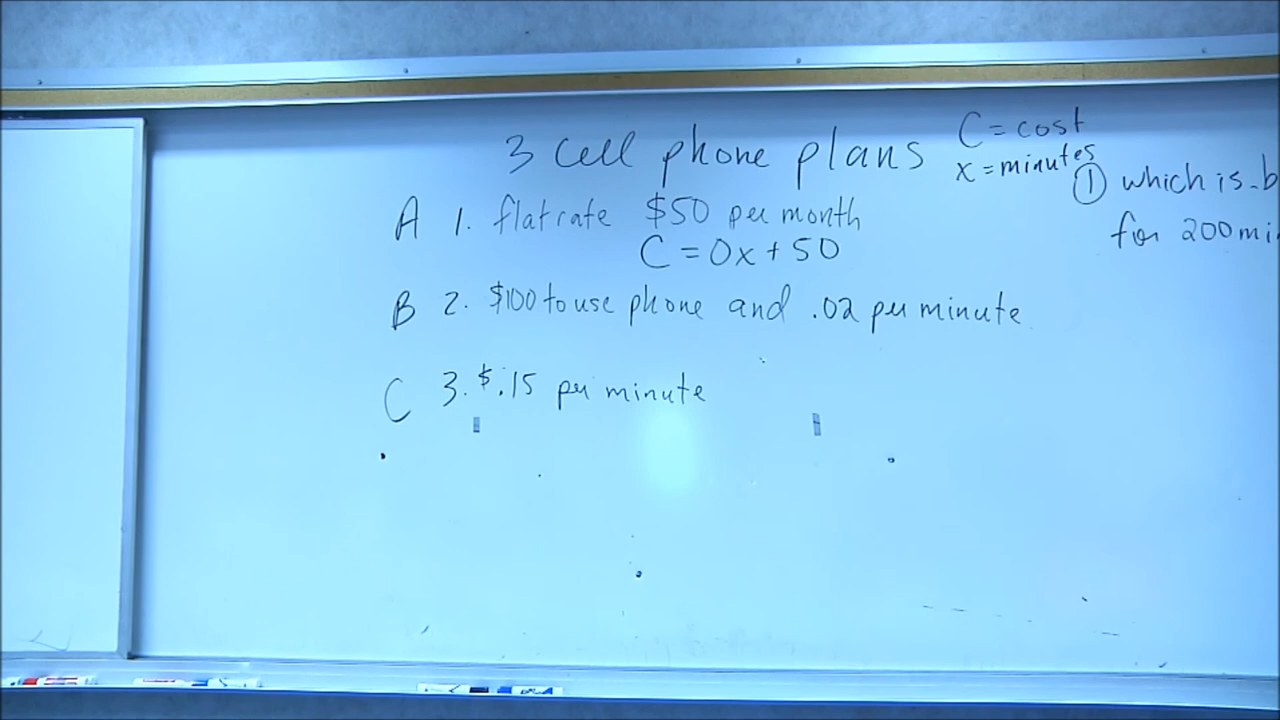 3 cell phone plans
C = cost
x = minutes
① which is
for 200
A 1. flat rate $50 per month
C = 0x + 50
B 2. $100 to use phone and .02 per minute
C 3. $.15 per minute